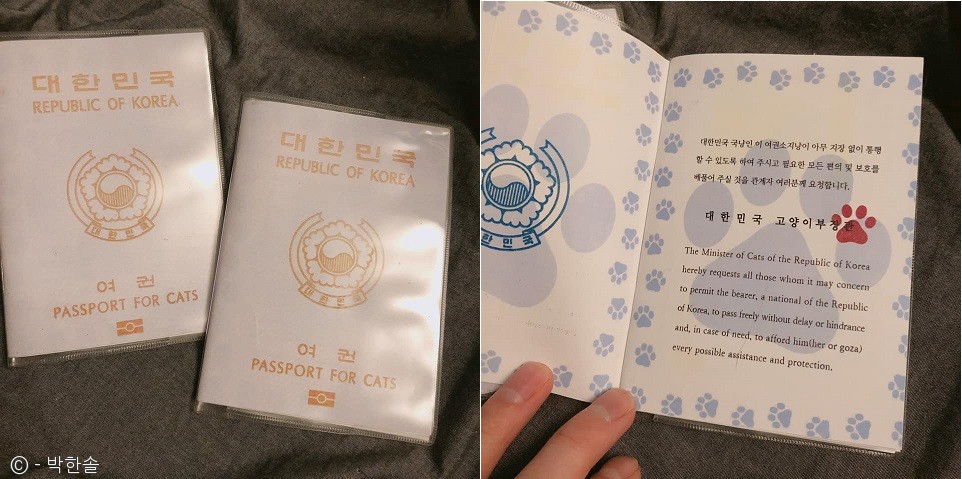 대한민국
REPUBLIC OF KOREA
대한민국
여 권
PASSPORT FOR CATS
대한민국
REPUBLIC OF KOREA
대한민국
여 권
PASSPORT FOR CATS
ⓒ - 박한솔
한민국
대한민국 국냥인 이 여권소지냥이 아무 지장 없이 통행
할 수 있도록 하여 주시고 필요한 모든 편의 및 보호를
베풀어 주실 것을 관계자 여러분께 요청합니다.
대한민국 고양이부장관
The Minister of Cats of the Republic of Korea
hereby requests all those whom it may concern
to permit the bearer, a national of the Republic
of Korea, to pass freely without delay or hindrance
and, in case of need, to afford him(her or goza)
every possible assistance and protection.